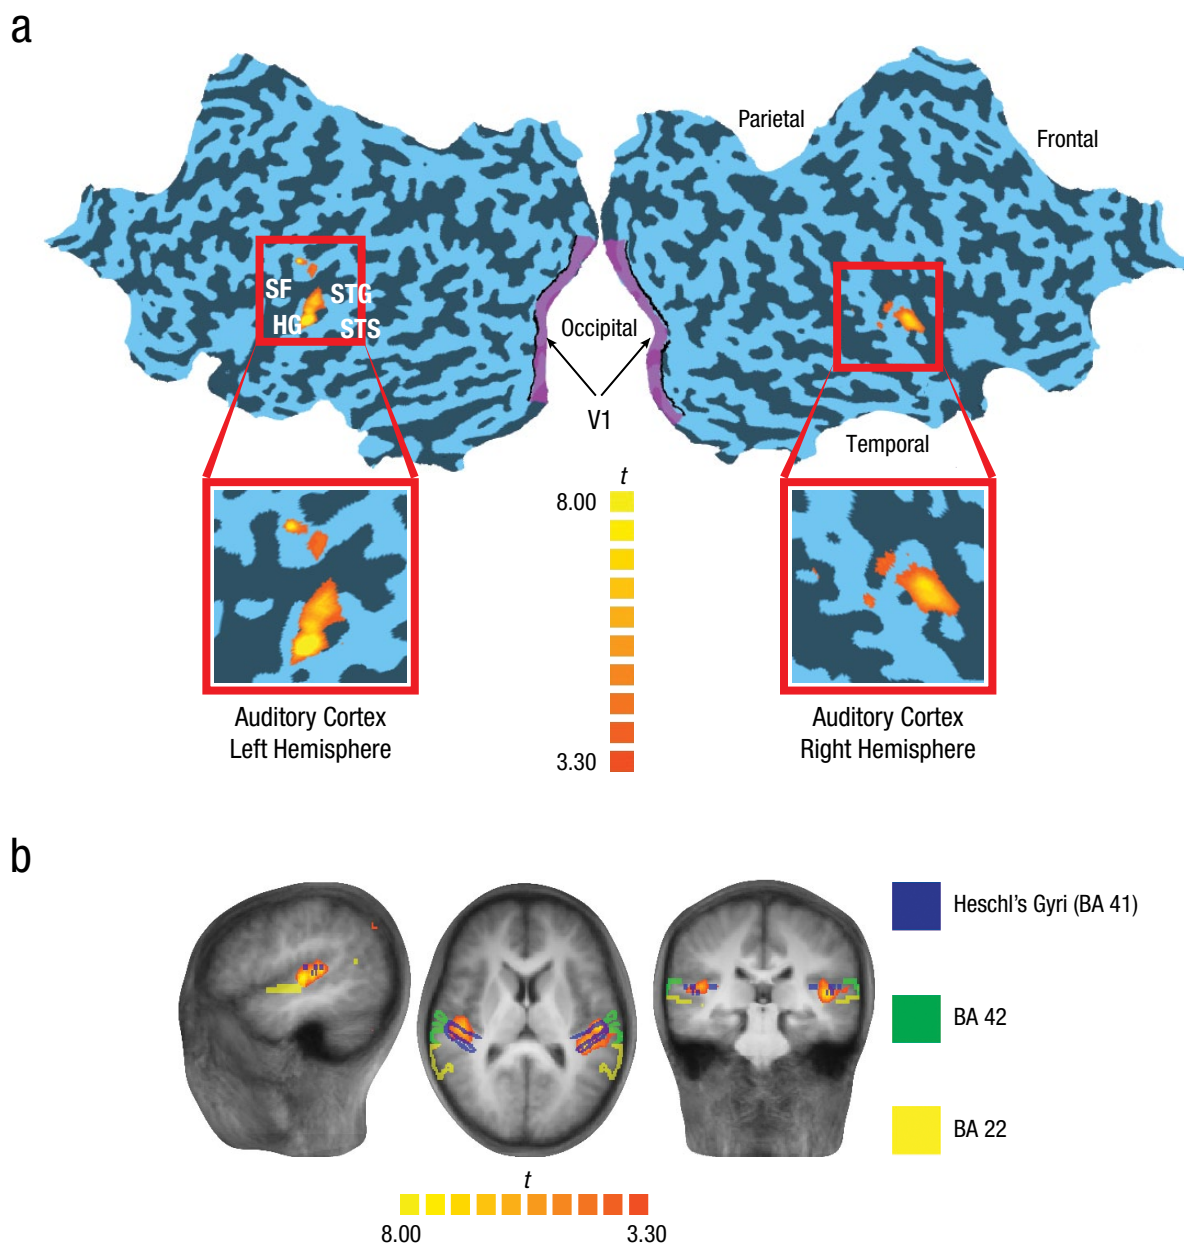 a
Parietal
Frontal
SF
STG
HG
STS
Occipital
V1
Temporal
t
8.00
3.30
Auditory Cortex
Left Hemisphere
Auditory Cortex
Right Hemisphere
b
Heschl's Gyri (BA 41)
BA 42
BA 22
t
8.00
3.30